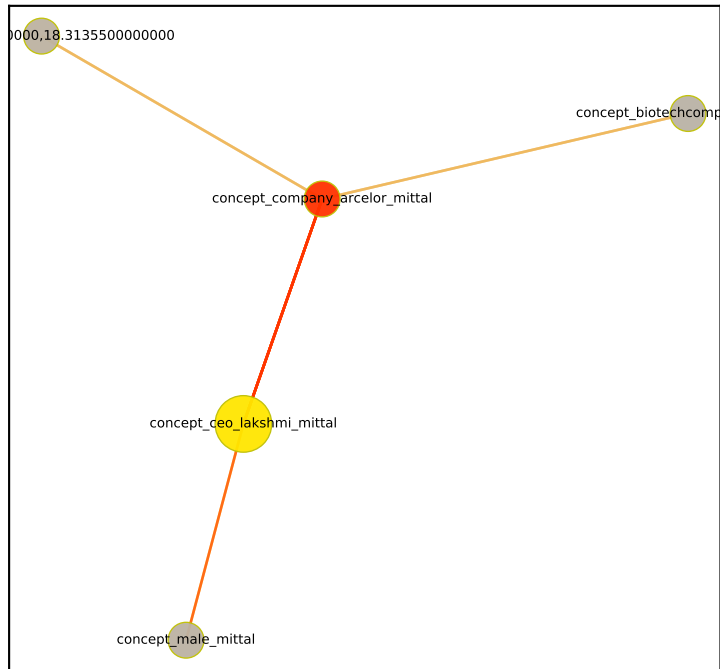 0000,18.3135500000000
concept_biotechcomp
concept_company_arcelor_mittal
concept_ceo_lakshmi_mittal
concept_male_mittal